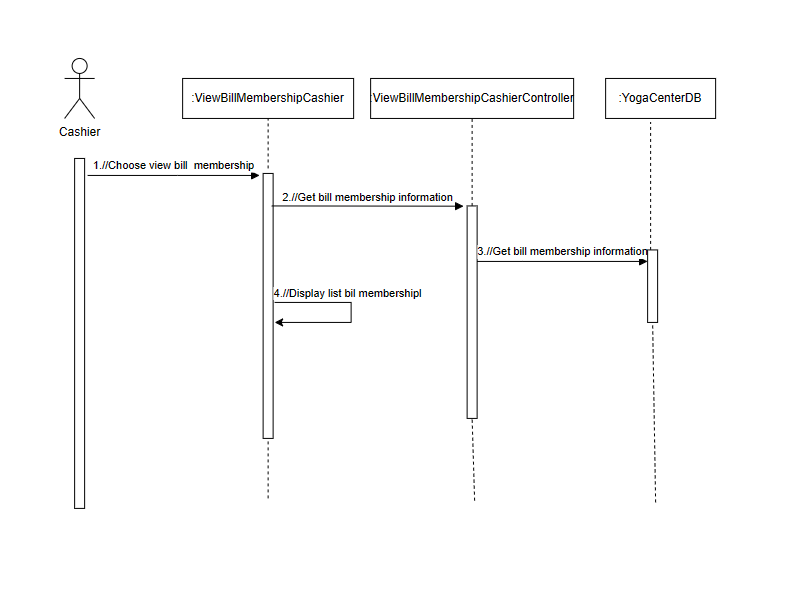 Cashier
:ViewBillMembershipCashier
:ViewBillMembershipCashierController
:YogaCenterDB
1.//Choose view bill membership
2.//Get bill membership information
3.//Get bill membership information
4.//Display list bil membershipl